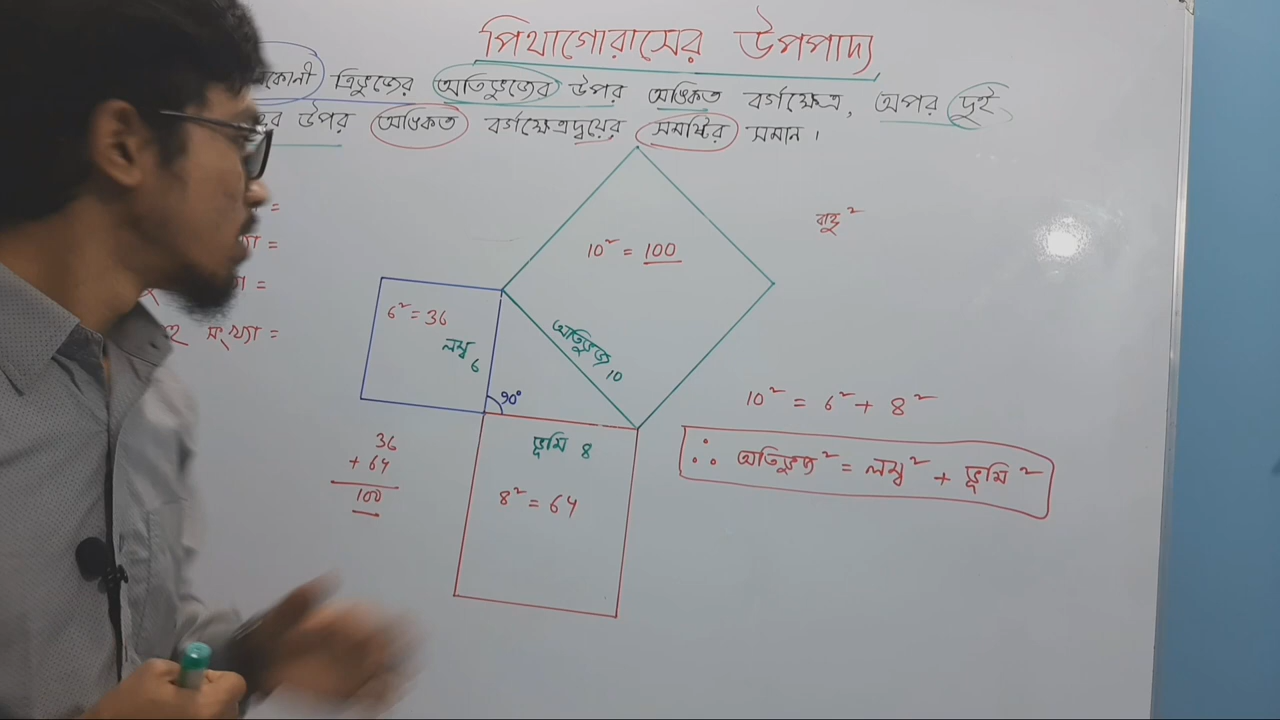 পিথাগোরাসের উপপাদ্য
ত্রিভুজের অতিভুজের উপর অঙ্কিত বর্গক্ষেত্র, অপর দুই
উপর অঙ্কিত বর্গক্ষেত্রদ্বয়ের সমষ্টির সমান।
=
=
=
সংখ্যা =
বাহু²
10² = 100
6² = 36
লম্ব
6
অতিভুজ 10
90°
ভূমি 8
8² = 64
36
+ 64
100
10² = 6² + 8²
∴ অতিভুজ² = লম্ব² + ভূমি²